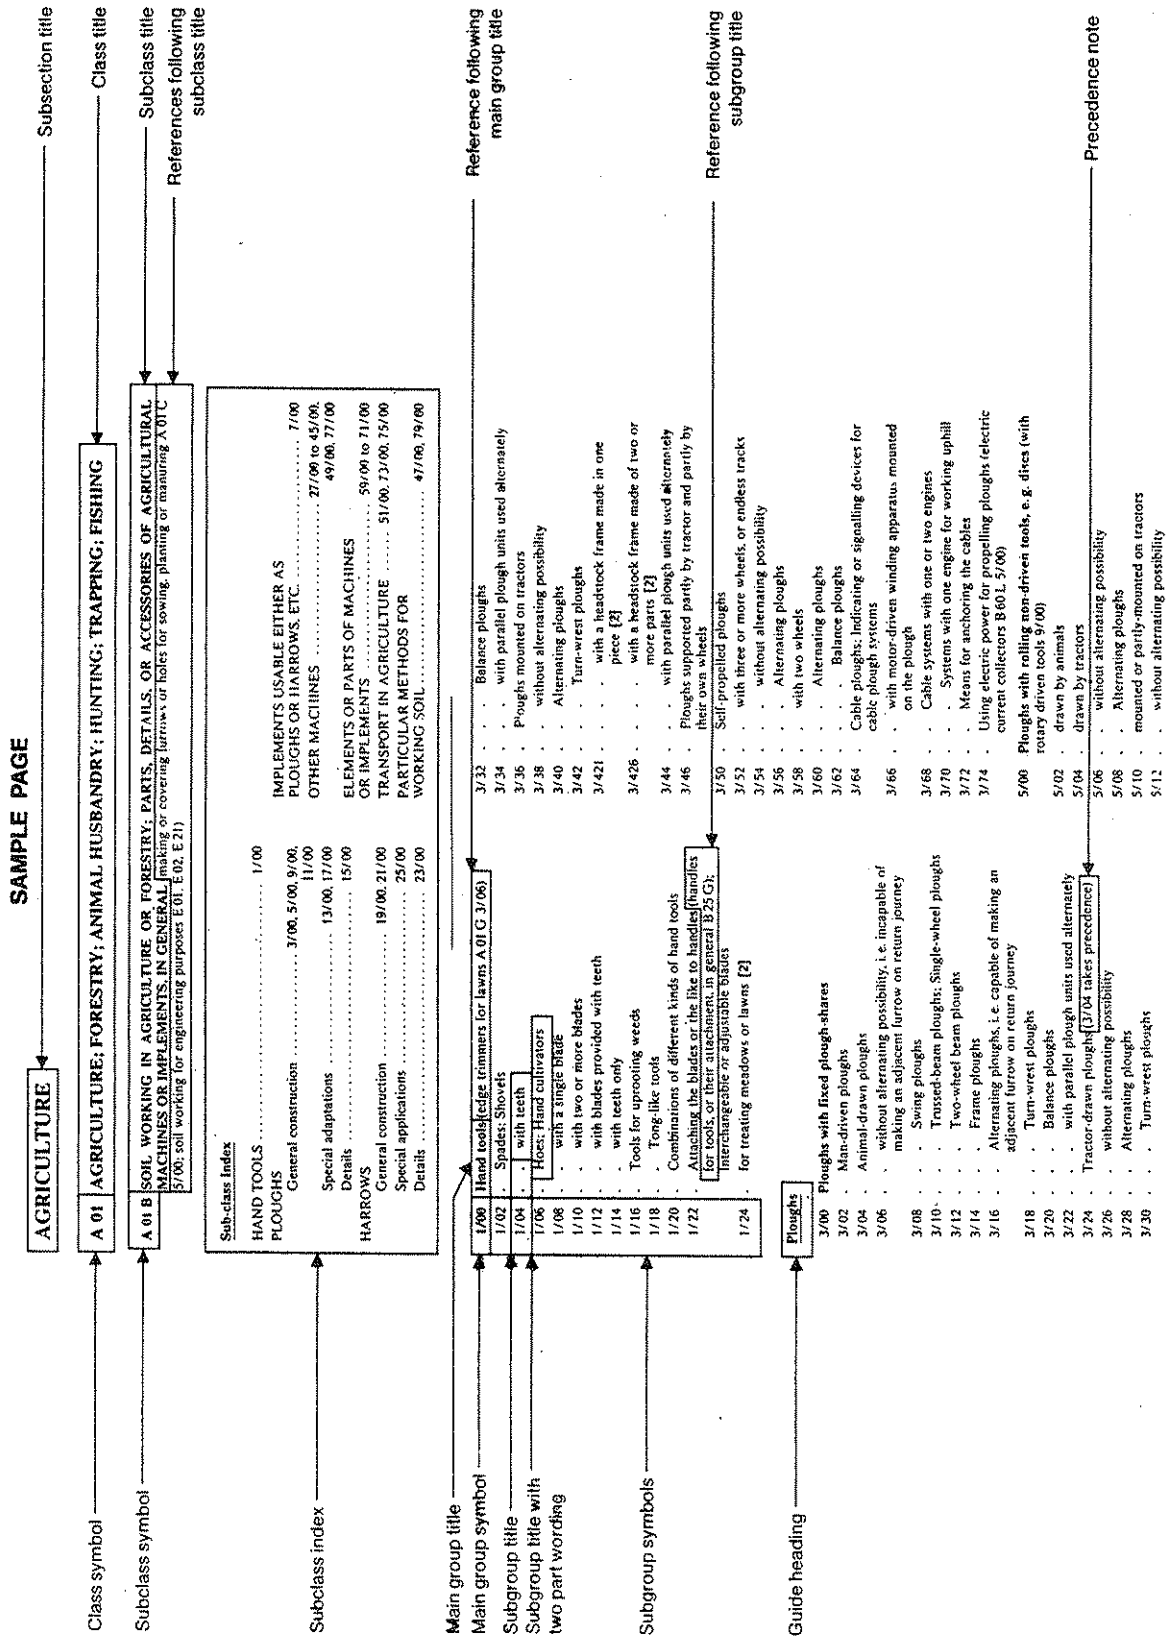 SAMPLE PAGE
Subsection title
AGRICULTURE
Class symbol
A 01 AGRICULTURE; FORESTRY; ANIMAL HUSBANDRY; HUNTING; TRAPPING; FISHING
Class title
Subclass symbol
A 01 B SOIL WORKING IN AGRICULTURE OR FORESTRY; PARTS, DETAILS, OR ACCESSORIES OF AGRICULTURAL
MACHINES OR IMPLEMENTS, IN GENERAL (making or covering furrows or holes for sowing, planting or manuring A 01 C
5/00; soil working for engineering purposes E 01, E 02, E 21)
Subclass title
References following
subclass title
Subclass index
Sub-class Index
HAND TOOLS 1/00
PLOUGHS
General construction 3/00, 5/00, 9/00,
11/00
Special adaptations 13/00, 17/00
Details 15/00
HARROWS
General construction 19/00, 21/00
Special applications 25/00
Details 23/00
IMPLEMENTS USABLE EITHER AS
PLOUGHS OR HARROWS, ETC. 7/00
OTHER MACHINES 27/00 to 45/00,
49/00, 77/00
ELEMENTS OR PARTS OF MACHINES
OR IMPLEMENTS 59/00 to 71/00
TRANSPORT IN AGRICULTURE 51/00, 73/00, 75/00
PARTICULAR METHODS FOR
WORKING SOIL 47/00, 79/00
Main group title
Main group symbol
Subgroup title
Subgroup title with
two part wording
Subgroup symbols
Guide heading
1/00 Hand tools (edge trimmers for lawns A 01 G 3/06)
1/02 . Spades; Shovels
1/04 . . with teeth
1/06 . Hoes; Hand cultivators
1/08 . . with a single blade
1/10 . . with two or more blades
1/12 . . with blades provided with teeth
1/14 . . with teeth only
1/16 . Tools for uprooting weeds
1/18 . . Tong-like tools
1/20 . Combinations of different kinds of hand tools
1/22 . Attaching the blades or the like to handles (handles
for tools, or their attachment, in general B 25 G);
Interchangeable or adjustable blades
1/24 . for treating meadows or lawns [2]
Ploughs
3/00 Ploughs with fixed plough-shares
3/02 . Man-driven ploughs
3/04 . Animal-drawn ploughs
3/06 . . without alternating possibility, i.e. incapable of
making an adjacent furrow on return journey
3/08 . . . Swing ploughs
3/10 . . . Trussed-beam ploughs; Single-wheel ploughs
3/12 . . . Two-wheel beam ploughs
3/14 . . . Frame ploughs
3/16 . . Alternating ploughs, i.e. capable of making an
adjacent furrow on return journey
3/18 . . . Turn-wrest ploughs
3/20 . . . Balance ploughs
3/22 . . . with parallel plough units used alternately
3/24 . Tractor-drawn ploughs (3/04 takes precedence)
3/26 . . without alternating possibility
3/28 . . Alternating ploughs
3/30 . . . Turn-wrest ploughs
3/32 . . . Balance ploughs
3/34 . . . with parallel plough units used alternately
3/36 . Ploughs mounted on tractors
3/38 . . without alternating possibility
3/40 . . Alternating ploughs
3/42 . . . Turn-wrest ploughs
3/421 . . . . with a headstock frame made in one
piece [2]
3/426 . . . . with a headstock frame made of two or
more parts [2]
3/44 . . . with parallel plough units used alternately
3/46 . Ploughs supported partly by tractor and partly by
their own wheels
3/50 . Self-propelled ploughs
3/52 . . with three or more wheels, or endless tracks
3/54 . . . without alternating possibility
3/56 . . . Alternating ploughs
3/58 . . with two wheels
3/60 . . . Alternating ploughs
3/62 . . . . Balance ploughs
3/64 . Cable ploughs; Indicating or signalling devices for
cable plough systems
3/66 . . with motor-driven winding apparatus mounted
on the plough
3/68 . . Cable systems with one or two engines
3/70 . . . Systems with one engine for working uphill
3/72 . . Means for anchoring the cables
3/74 . Using electric power for propelling ploughs (electric
current collectors B 60 L 5/00)
5/00 Ploughs with rolling non-driven tools, e.g. discs (with
rotary driven tools 9/00)
5/02 . drawn by animals
5/04 . drawn by tractors
5/06 . . without alternating possibility
5/08 . . Alternating ploughs
5/10 . mounted or partly-mounted on tractors
5/12 . . without alternating possibility
Reference following
main group title
Reference following
subgroup title
Precedence note